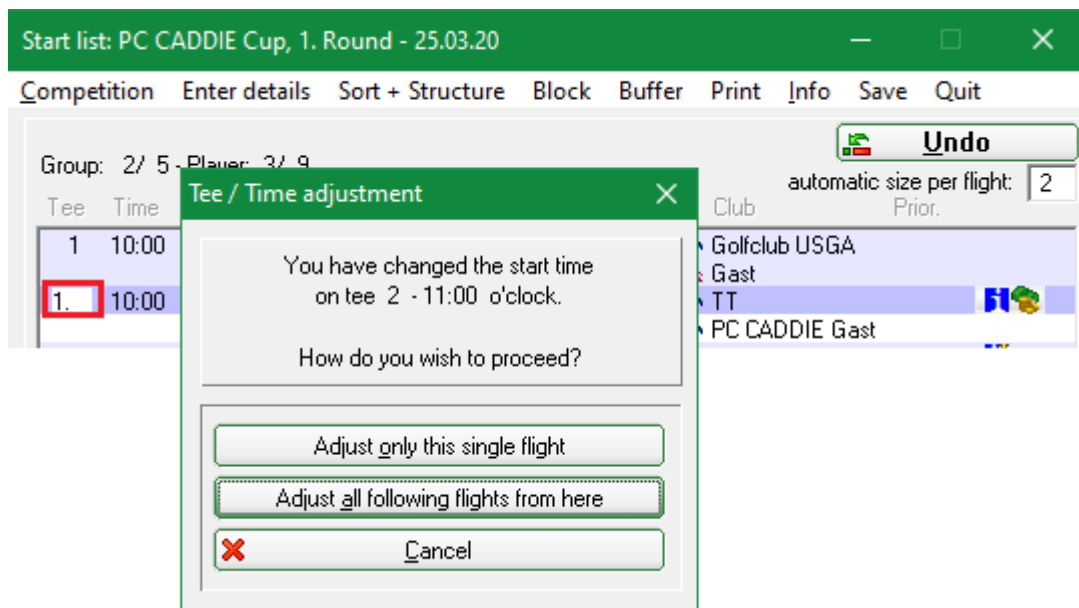 Start list: PC CADDIE Cup, 1. Round - 25.03.20
Competition Enter details Sort + Structure Block Buffer Print Info Save Quit
Undo
Group: 2/ 5 - Player: 3/ 9
automatic size per flight: 2
Tee Time Club Prior.
1 10:00 Golfclub USGA
Gast
1. 10:00 TT
PC CADDIE Gast
Tee / Time adjustment
You have changed the start time
on tee 2 - 11:00 o'clock.
How do you wish to proceed?
Adjust only this single flight
Adjust all following flights from here
Cancel